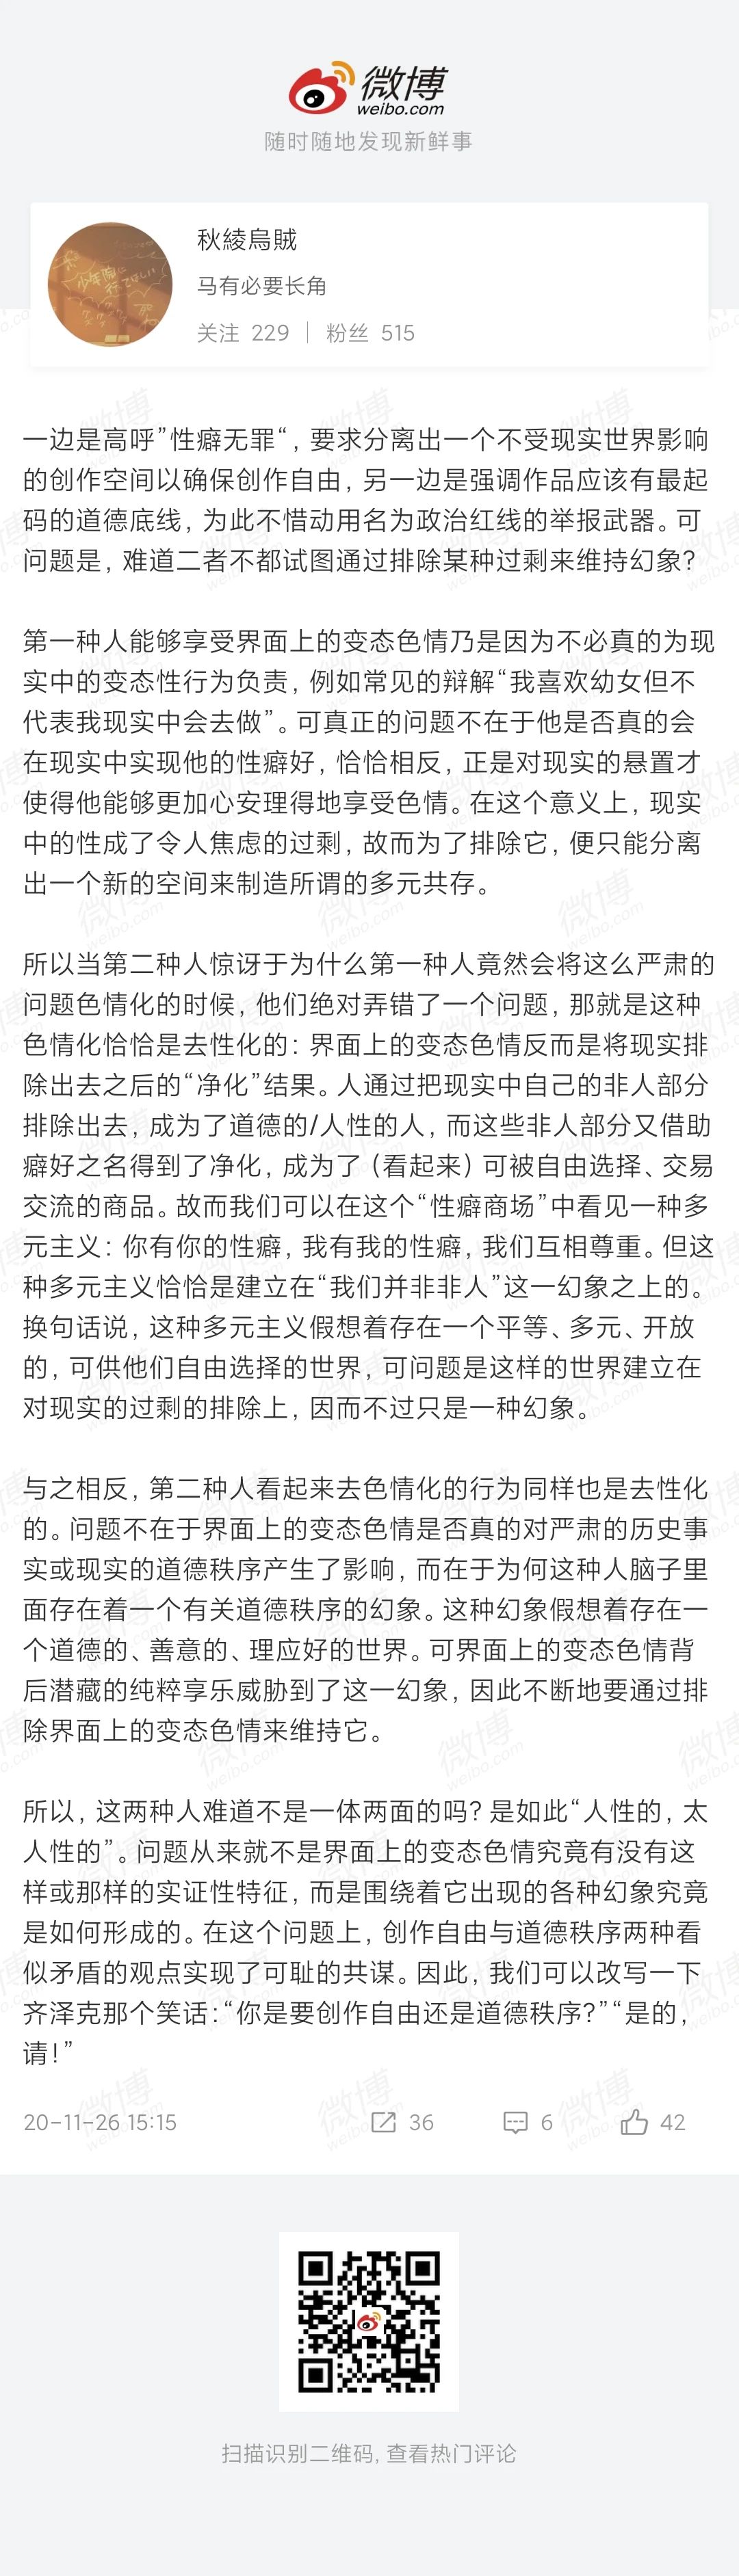 微博
weibo.com
随时随地发现新鲜事
秋綾烏賊
马有必要长角
关注 229 | 粉丝 515
一边是高呼”性癖无罪“，要求分离出一个不受现实世界影响
的创作空间以确保创作自由，另一边是强调作品应该有最起
码的道德底线，为此不惜动用名为政治红线的举报武器。可
问题是，难道二者不都试图通过排除某种过剩来维持幻象？
第一种人能够享受界面上的变态色情乃是因为不必真的为现
实中的变态性行为负责，例如常见的辩解“我喜欢幼女但不
代表我现实中会去做”。可真正的问题不在于他是否真的会
在现实中实现他的性癖好，恰恰相反，正是对现实的悬置才
使得他能够更加心安理得地享受色情。在这个意义上，现实
中的性成了令人焦虑的过剩，故而为了排除它，便只能分离
出一个新的空间来制造所谓的多元共存。
所以当第二种人惊讶于为什么第一种人竟然会将这么严肃的
问题色情化的时候，他们绝对弄错了一个问题，那就是这种
色情化恰恰是去性化的：界面上的变态色情反而是将现实排
除出去之后的“净化”结果。人通过把现实中自己的非人部分
排除出去，成为了道德的/人性的人，而这些非人部分又借助
癖好之名得到了净化，成为了（看起来）可被自由选择、交易
交流的商品。故而我们可以在这个“性癖商场”中看见一种多
元主义：你有你的性癖，我有我的性癖，我们互相尊重。但这
种多元主义恰恰是建立在“我们并非非人”这一幻象之上的。
换句话说，这种多元主义假想着存在一个平等、多元、开放
的，可供他们自由选择的世界，可问题是这样的世界建立在
对现实的过剩的排除上，因而不过只是一种幻象。
与之相反，第二种人看起来去色情化的行为同样也是去性化
的。问题不在于界面上的变态色情是否真的对严肃的历史事
实或现实的道德秩序产生了影响，而在于为何这种人脑子里
面存在着一个有关道德秩序的幻象。这种幻象假想着存在一
个道德的、善意的、理应好的世界。可界面上的变态色情背
后潜藏的纯粹享乐威胁到了这一幻象，因此不断地要通过排
除界面上的变态色情来维持它。
所以，这两种人难道不是一体两面的吗？是如此“人性的，太
人性的”。问题从来就不是界面上的变态色情究竟有没有这
样或那样的实证性特征，而是围绕着它出现的各种幻象究竟
是如何形成的。在这个问题上，创作自由与道德秩序两种看
似矛盾的观点实现了可耻的共谋。因此，我们可以改写一下
齐泽克那个笑话：“你是要创作自由还是道德秩序？”“是的，
请！”
20-11-26 15:15 36 6 42
扫描识别二维码，查看热门评论